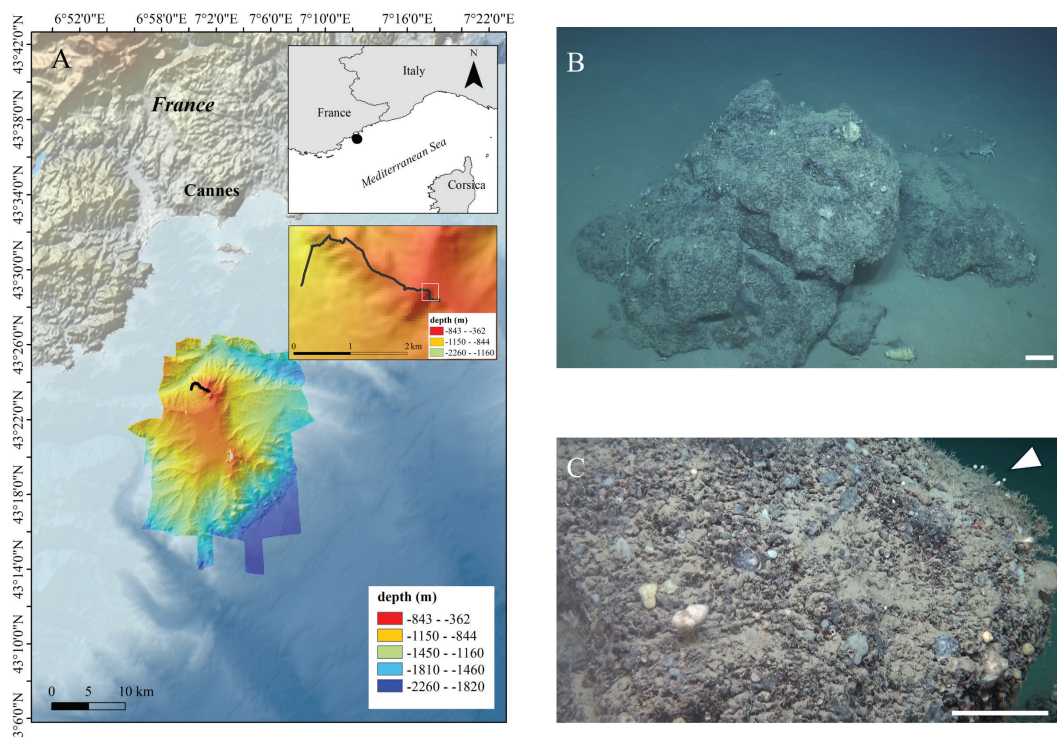 6°52'0"E 6°58'0"E 7°2'0"E 7°6'0"E 7°10'0"E 7°16'0"E 7°22'0"E
43°42'0"N
43°38'0"N
43°34'0"N
43°30'0"N
43°26'0"N
43°22'0"N
43°18'0"N
43°14'0"N
43°10'0"N
3°6'0"N
A
France
Cannes
N
Italy
France
Mediterranean Sea
Corsica
depth (m)
-843 - -362
-1150 - -844
-2260 - -1160
0 1 2 km
depth (m)
-843 - -362
-1150 - -844
-1450 - -1160
-1810 - -1460
-2260 - -1820
0 5 10 km
B
C